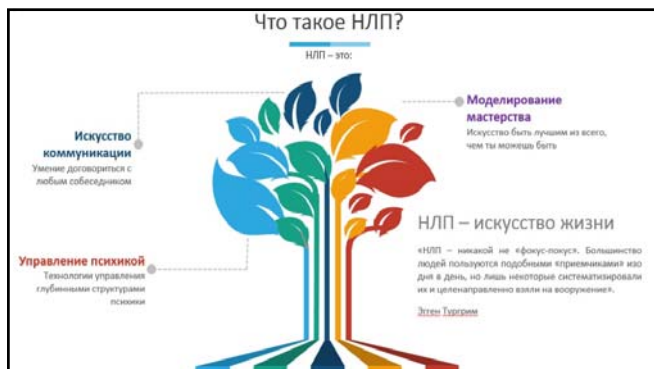 Что такое НЛП?
НЛП – это:
Искусство
коммуникации
Умение договориться с
любым собеседником
Моделирование
мастерства
Искусство быть лучшим из всего,
чем ты можешь быть
Управление психикой
Технологии управления
глубинными структурами
психики
НЛП – искусство жизни
«НЛП – никакой не «фокус-покус». Большинство
людей пользуются подобными «приемчиками» изо
дня в день, но лишь некоторые систематизировали
их и целенаправленно взяли на вооружение».
Эгген Тургрим